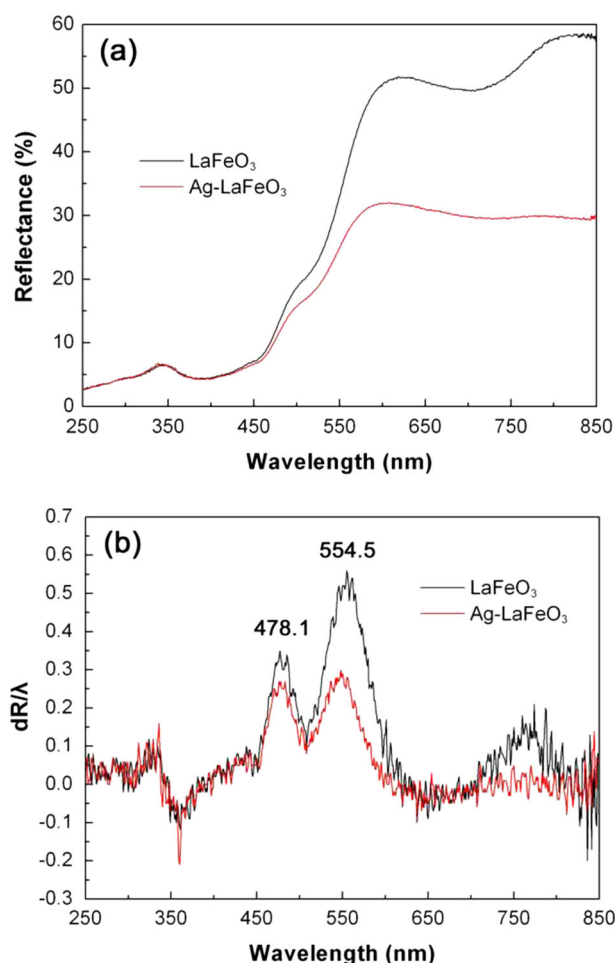 (a)
60
50
40
30
20
10
0
Reflectance (%)
LaFeO₃
Ag-LaFeO₃
250 350 450 550 650 750 850
Wavelength (nm)
(b)
0.7
0.6
0.5
0.4
0.3
0.2
0.1
0.0
-0.1
-0.2
-0.3
dR/λ
554.5
478.1
LaFeO₃
Ag-LaFeO₃
250 350 450 550 650 750 850
Wavelength (nm)